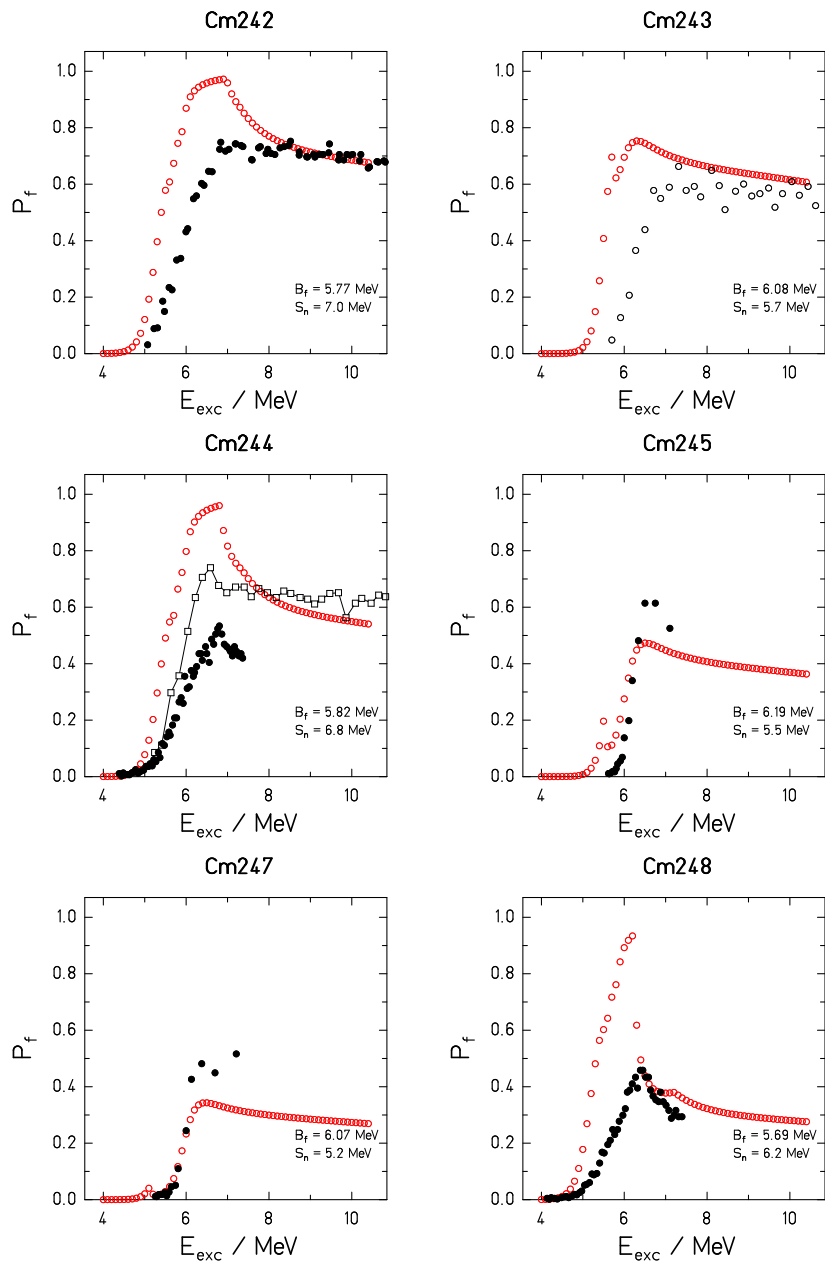 Cm242
Cm243
1.0
0.8
0.6
0.4
0.2
0.0
P_f
B_f = 5.77 MeV
S_n = 7.0 MeV
4 6 8 10
E_exc / MeV
1.0
0.8
0.6
0.4
0.2
0.0
P_f
B_f = 6.08 MeV
S_n = 5.7 MeV
4 6 8 10
E_exc / MeV
Cm244
Cm245
1.0
0.8
0.6
0.4
0.2
0.0
P_f
B_f = 5.82 MeV
S_n = 6.8 MeV
4 6 8 10
E_exc / MeV
1.0
0.8
0.6
0.4
0.2
0.0
P_f
B_f = 6.19 MeV
S_n = 5.5 MeV
4 6 8 10
E_exc / MeV
Cm247
Cm248
1.0
0.8
0.6
0.4
0.2
0.0
P_f
B_f = 6.07 MeV
S_n = 5.2 MeV
4 6 8 10
E_exc / MeV
1.0
0.8
0.6
0.4
0.2
0.0
P_f
B_f = 5.69 MeV
S_n = 6.2 MeV
4 6 8 10
E_exc / MeV